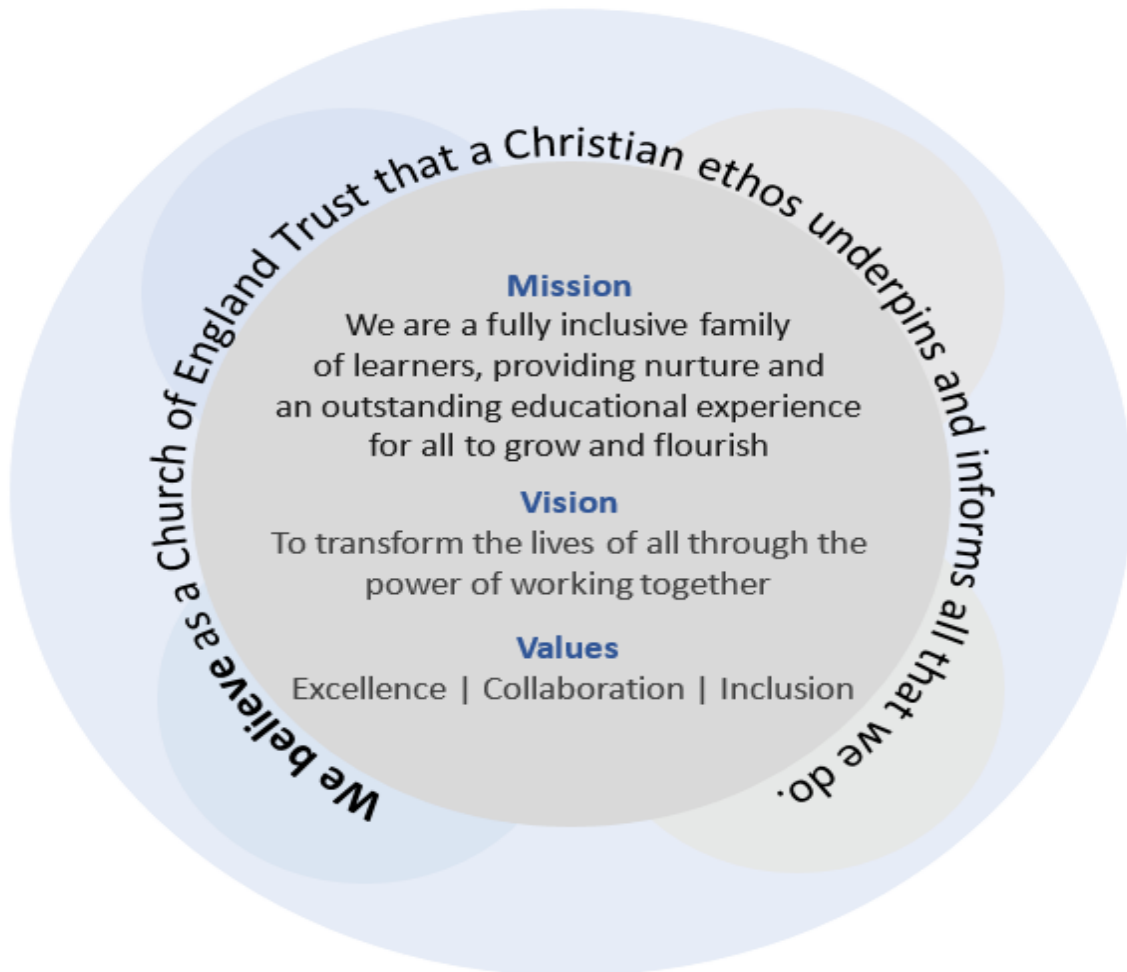 We believe as a Church of England Trust that a Christian ethos underpins and informs all that we do.
Mission
We are a fully inclusive family
of learners, providing nurture and
an outstanding educational experience
for all to grow and flourish
Vision
To transform the lives of all through the
power of working together
Values
Excellence | Collaboration | Inclusion